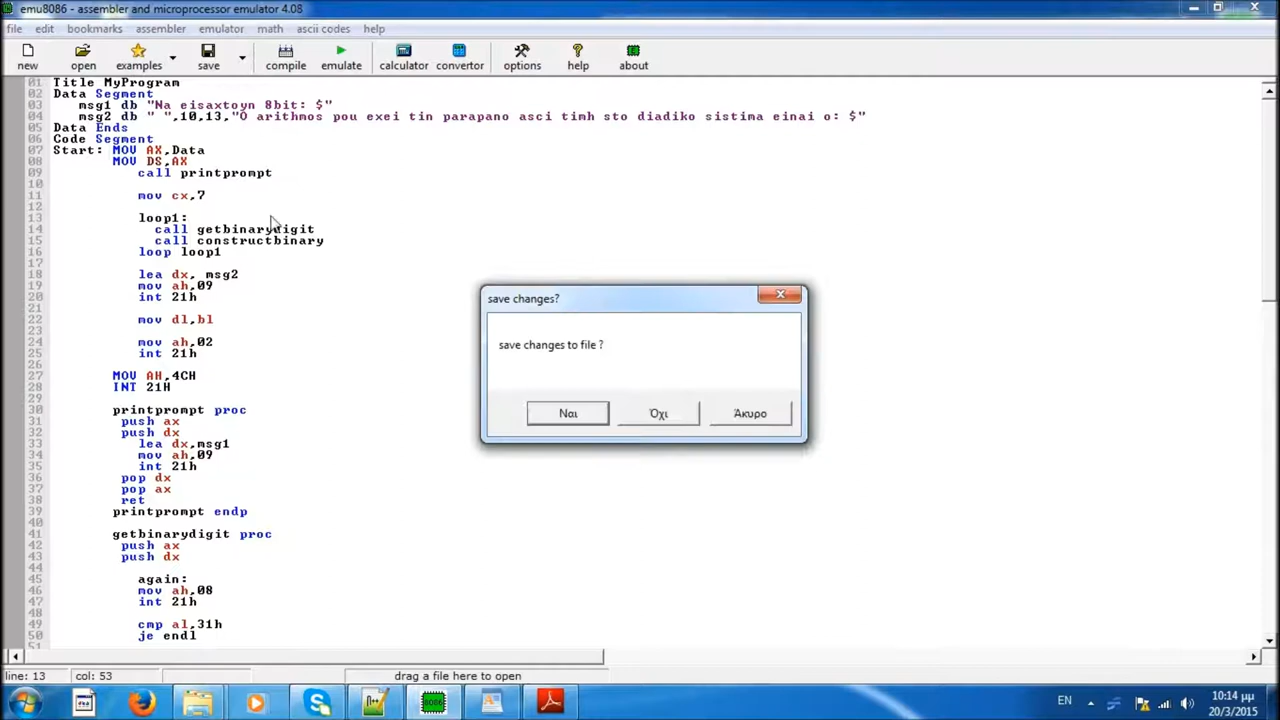 emu8086 - assembler and microprocessor emulator 4.08
file edit bookmarks assembler emulator math ascii codes help
new open examples save compile emulate calculator convertor options help about
01 Title MyProgram
02 Data Segment
03 msg1 db "Na eisaxtoyn 8bit: $"
04 msg2 db " ",10,13,"O arithmos pou exei tin parapano asci timh sto diadiko sistima einai o: $"
05 Data Ends
06 Code Segment
07 Start: MOV AX,Data
08 MOV DS,AX
09 call printprompt
10
11 mov cx,7
12
13 loop1:
14 call getbinarydigit
15 call constructbinary
16 loop loop1
17
18 lea dx, msg2
19 mov ah,09
20 int 21h
21
22 mov dl,bl
23
24 mov ah,02
25 int 21h
26
27 MOV AH,4CH
28 INT 21H
29
30 printprompt proc
31 push ax
32 push dx
33 lea dx,msg1
34 mov ah,09
35 int 21h
36 pop dx
37 pop ax
38 ret
39 printprompt endp
40
41 getbinarydigit proc
42 push ax
43 push dx
44
45 again:
46 mov ah,08
47 int 21h
48
49 cmp al,31h
50 je endl
51
save changes?
save changes to file ?
Ναι Όχι Άκυρο
line: 13 col: 53 drag a file here to open
EN 10:14 μμ
20/3/2015